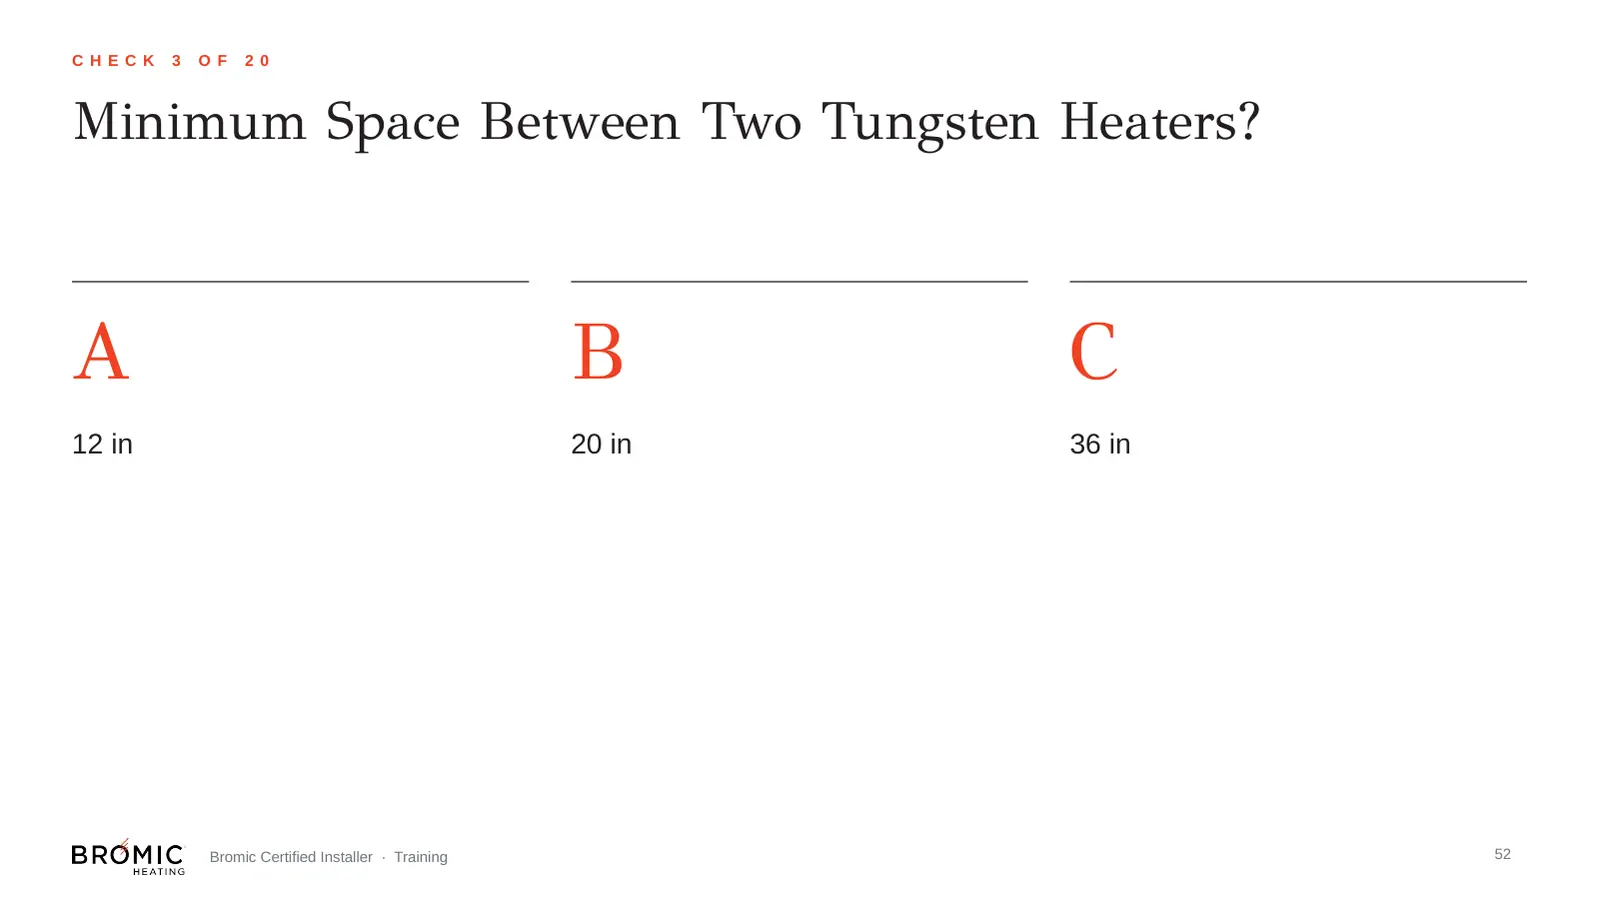 CHECK 3 OF 20
Minimum Space Between Two Tungsten Heaters?
A
B
C
12 in
20 in
36 in
BROMIC
HEATING
Bromic Certified Installer · Training
52